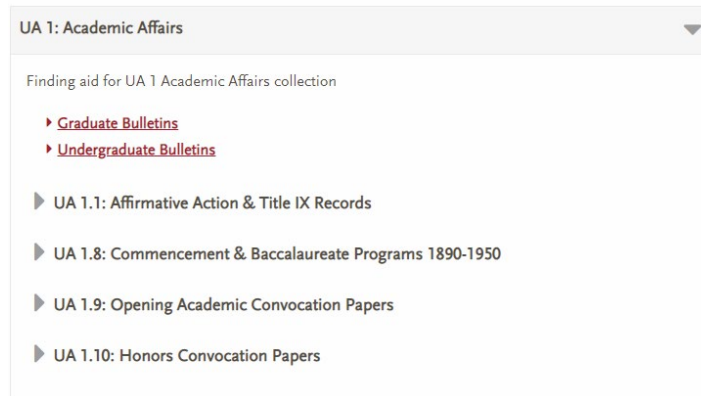 UA 1: Academic Affairs
Finding aid for UA 1 Academic Affairs collection
Graduate Bulletins
Undergraduate Bulletins
UA 1.1: Affirmative Action & Title IX Records
UA 1.8: Commencement & Baccalaureate Programs 1890-1950
UA 1.9: Opening Academic Convocation Papers
UA 1.10: Honors Convocation Papers